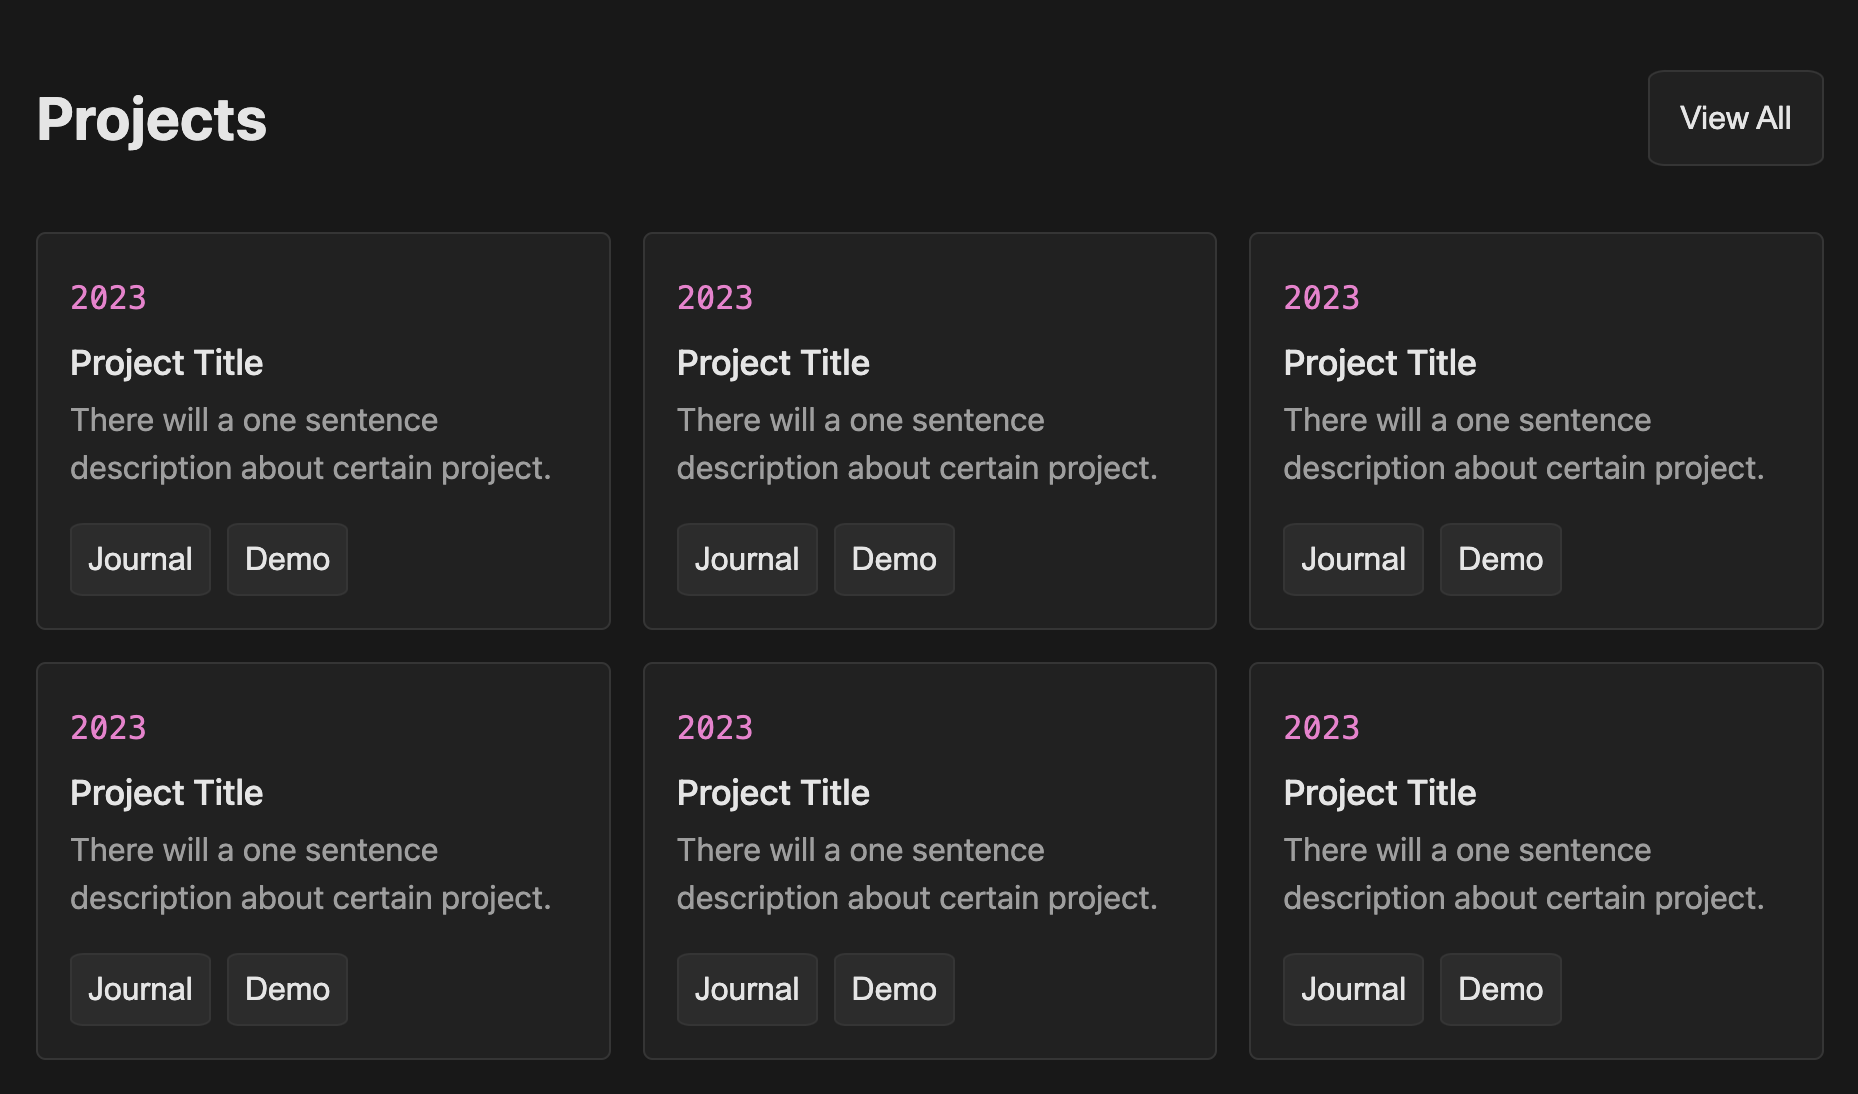 Projects
View All
2023
Project Title
There will a one sentence
description about certain project.
Journal
Demo
2023
Project Title
There will a one sentence
description about certain project.
Journal
Demo
2023
Project Title
There will a one sentence
description about certain project.
Journal
Demo
2023
Project Title
There will a one sentence
description about certain project.
Journal
Demo
2023
Project Title
There will a one sentence
description about certain project.
Journal
Demo
2023
Project Title
There will a one sentence
description about certain project.
Journal
Demo